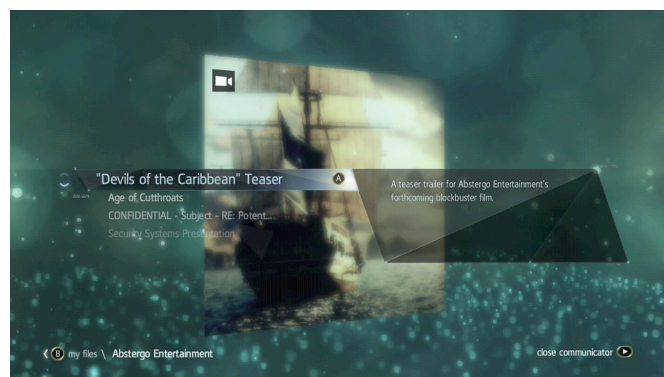 "Devils of the Caribbean" Teaser A
Age of Cutthroats
CONFIDENTIAL - Subject - RE: Potent...
Security Systems Presentation
A teaser trailer for Abstergo Entertainment's
forthcoming blockbuster film.
B my files \ Abstergo Entertainment
close communicator